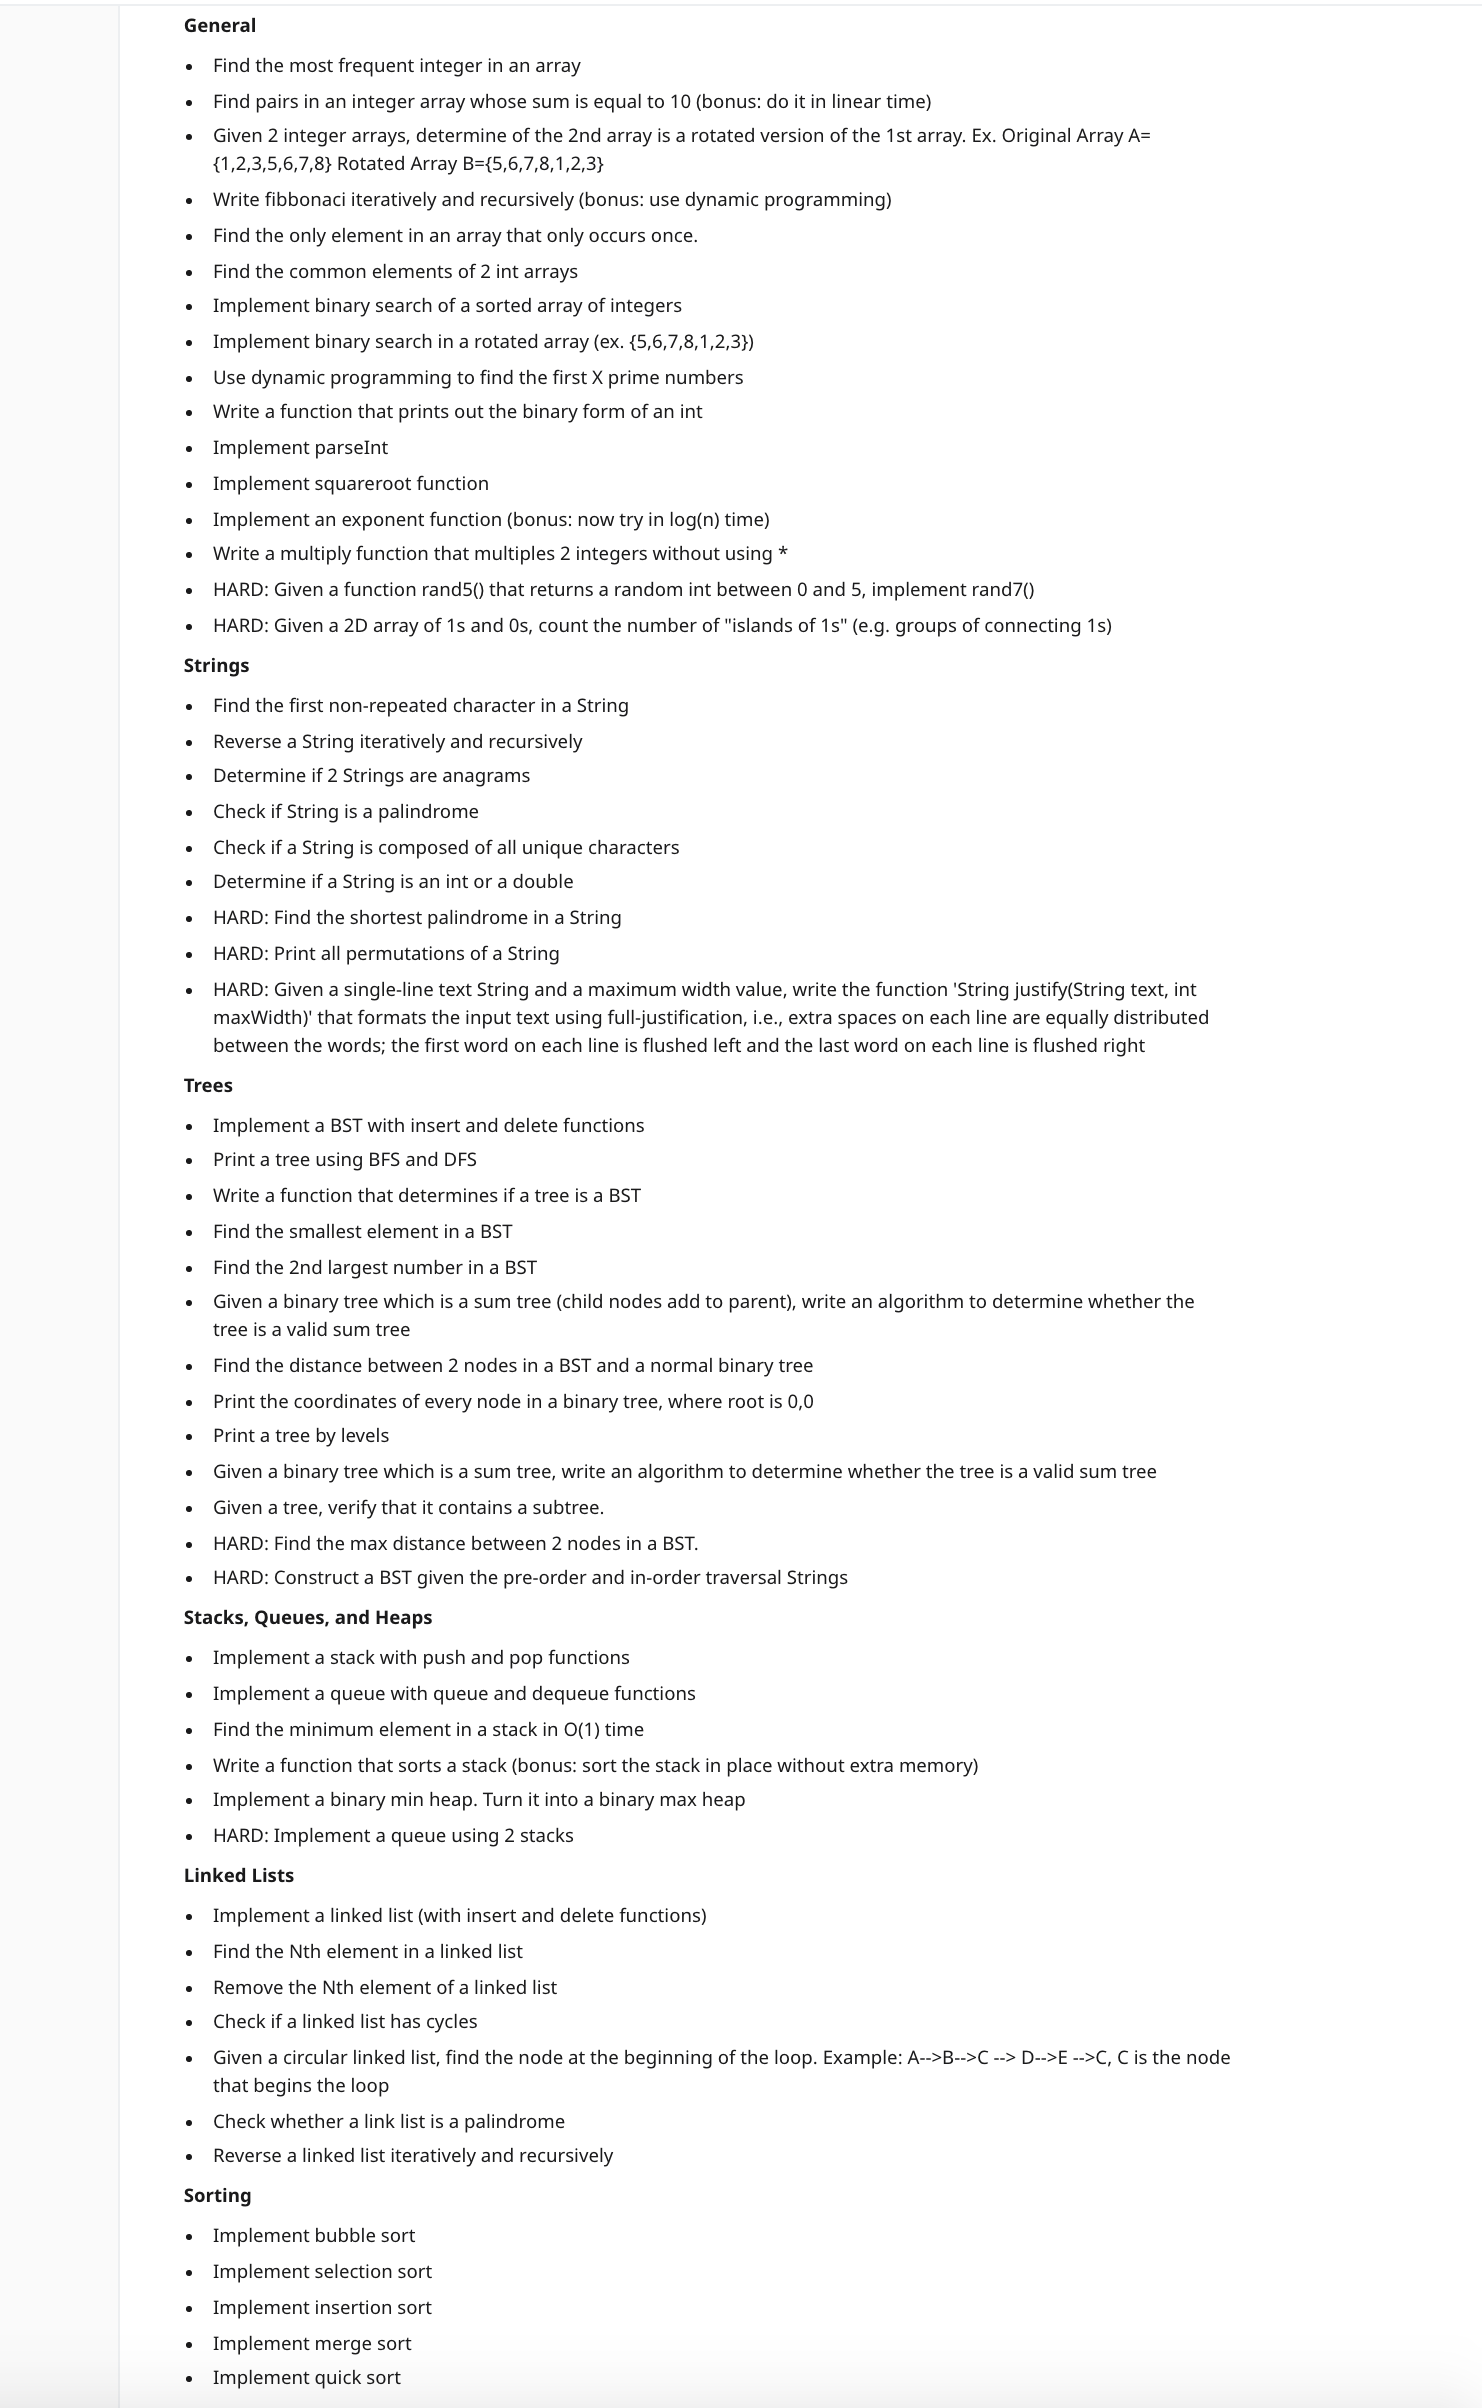 General
• Find the most frequent integer in an array
• Find pairs in an integer array whose sum is equal to 10 (bonus: do it in linear time)
• Given 2 integer arrays, determine of the 2nd array is a rotated version of the 1st array. Ex. Original Array A=
{1,2,3,5,6,7,8} Rotated Array B={5,6,7,8,1,2,3}
• Write fibbonaci iteratively and recursively (bonus: use dynamic programming)
• Find the only element in an array that only occurs once.
• Find the common elements of 2 int arrays
• Implement binary search of a sorted array of integers
• Implement binary search in a rotated array (ex. {5,6,7,8,1,2,3})
• Use dynamic programming to find the first X prime numbers
• Write a function that prints out the binary form of an int
• Implement parseInt
• Implement squareroot function
• Implement an exponent function (bonus: now try in log(n) time)
• Write a multiply function that multiples 2 integers without using *
• HARD: Given a function rand5() that returns a random int between 0 and 5, implement rand7()
• HARD: Given a 2D array of 1s and 0s, count the number of "islands of 1s" (e.g. groups of connecting 1s)
Strings
• Find the first non-repeated character in a String
• Reverse a String iteratively and recursively
• Determine if 2 Strings are anagrams
• Check if String is a palindrome
• Check if a String is composed of all unique characters
• Determine if a String is an int or a double
• HARD: Find the shortest palindrome in a String
• HARD: Print all permutations of a String
• HARD: Given a single-line text String and a maximum width value, write the function 'String justify(String text, int
maxWidth)' that formats the input text using full-justification, i.e., extra spaces on each line are equally distributed
between the words; the first word on each line is flushed left and the last word on each line is flushed right
Trees
• Implement a BST with insert and delete functions
• Print a tree using BFS and DFS
• Write a function that determines if a tree is a BST
• Find the smallest element in a BST
• Find the 2nd largest number in a BST
• Given a binary tree which is a sum tree (child nodes add to parent), write an algorithm to determine whether the
tree is a valid sum tree
• Find the distance between 2 nodes in a BST and a normal binary tree
• Print the coordinates of every node in a binary tree, where root is 0,0
• Print a tree by levels
• Given a binary tree which is a sum tree, write an algorithm to determine whether the tree is a valid sum tree
• Given a tree, verify that it contains a subtree.
• HARD: Find the max distance between 2 nodes in a BST.
• HARD: Construct a BST given the pre-order and in-order traversal Strings
Stacks, Queues, and Heaps
• Implement a stack with push and pop functions
• Implement a queue with queue and dequeue functions
• Find the minimum element in a stack in O(1) time
• Write a function that sorts a stack (bonus: sort the stack in place without extra memory)
• Implement a binary min heap. Turn it into a binary max heap
• HARD: Implement a queue using 2 stacks
Linked Lists
• Implement a linked list (with insert and delete functions)
• Find the Nth element in a linked list
• Remove the Nth element of a linked list
• Check if a linked list has cycles
• Given a circular linked list, find the node at the beginning of the loop. Example: A-->B-->C --> D-->E -->C, C is the node
that begins the loop
• Check whether a link list is a palindrome
• Reverse a linked list iteratively and recursively
Sorting
• Implement bubble sort
• Implement selection sort
• Implement insertion sort
• Implement merge sort
• Implement quick sort